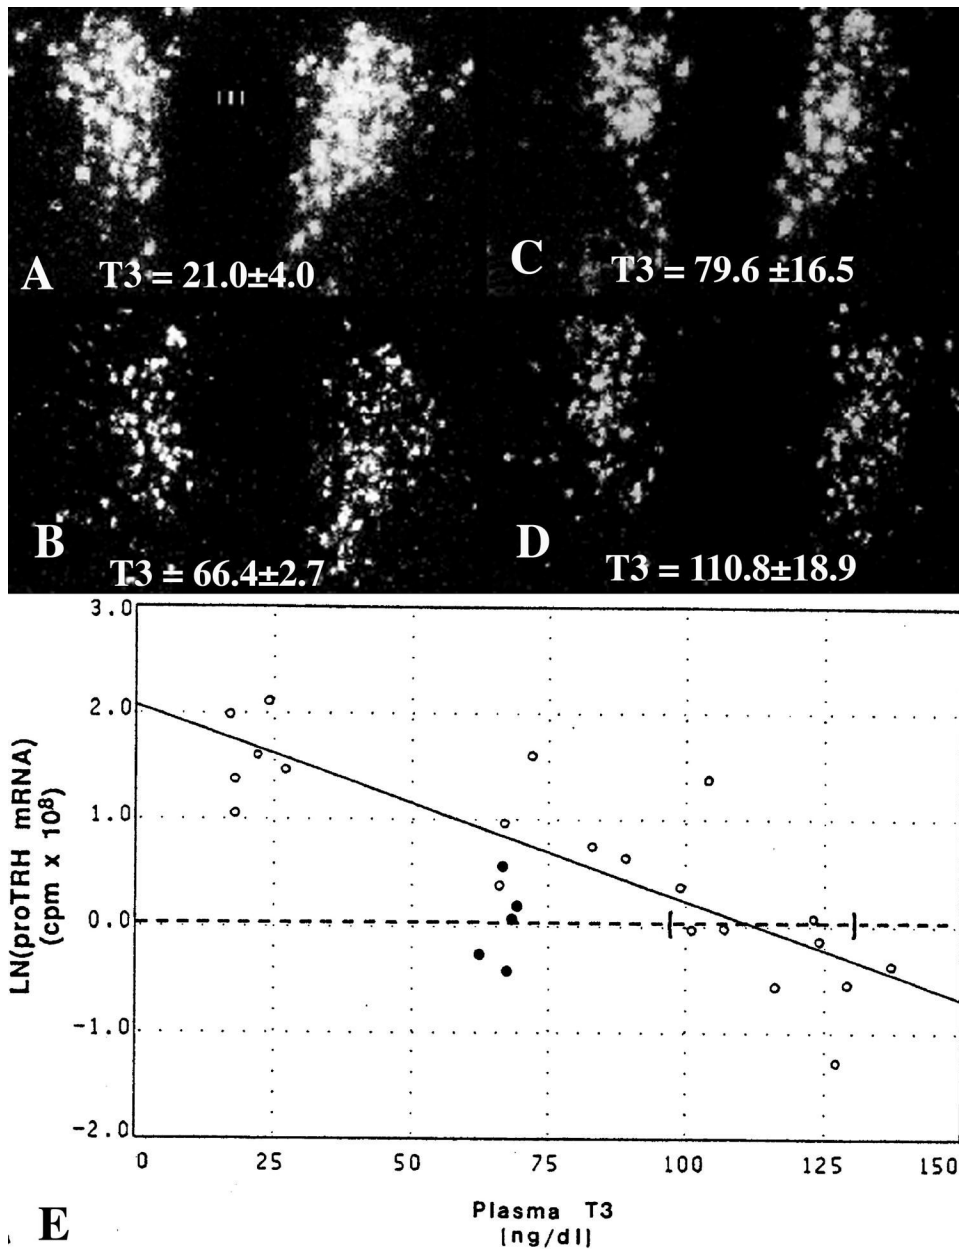 A
T3 = 21.0±4.0
C
T3 = 79.6 ±16.5
B
T3 = 66.4±2.7
D
T3 = 110.8±18.9
3.0
2.0
1.0
0.0
-1.0
-2.0
LN(proTRH mRNA)
(cpm x 10⁸)
0 25 50 75 100 125 150
Plasma T3
[ng/dl]
E